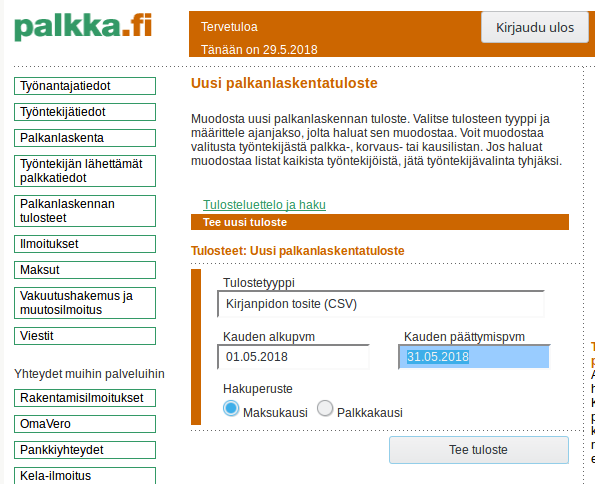 palkka.fi
Tervetuloa
Kirjaudu ulos
Tänään on 29.5.2018
Työnantajatiedot
Työntekijätiedot
Palkanlaskenta
Työntekijän lähettämät
palkkatiedot
Palkanlaskennan
tulosteet
Ilmoitukset
Maksut
Vakuutushakemus ja
muutosilmoitus
Viestit
Yhteydet muihin palveluihin
Rakentamisilmoitukset
OmaVero
Pankkiyhteydet
Kela-ilmoitus
Uusi palkanlaskentatuloste
Muodosta uusi palkanlaskennan tuloste. Valitse tulosteen tyyppi ja
määrittele ajanjakso, jolta haluat sen muodostaa. Voit muodostaa
valitusta työntekijästä palkka-, korvaus- tai kausilistan. Jos haluat
muodostaa listat kaikista työntekijöistä, jätä työntekijävalinta tyhjäksi.
Tulosteluettelo ja haku
Tee uusi tuloste
Tulosteet: Uusi palkanlaskentatuloste
Tulostetyyppi
Kirjanpidon tosite (CSV)
Kauden alkupvm Kauden päättymispvm
01.05.2018 31.05.2018
Hakuperuste
Maksukausi Palkkakausi
Tee tuloste